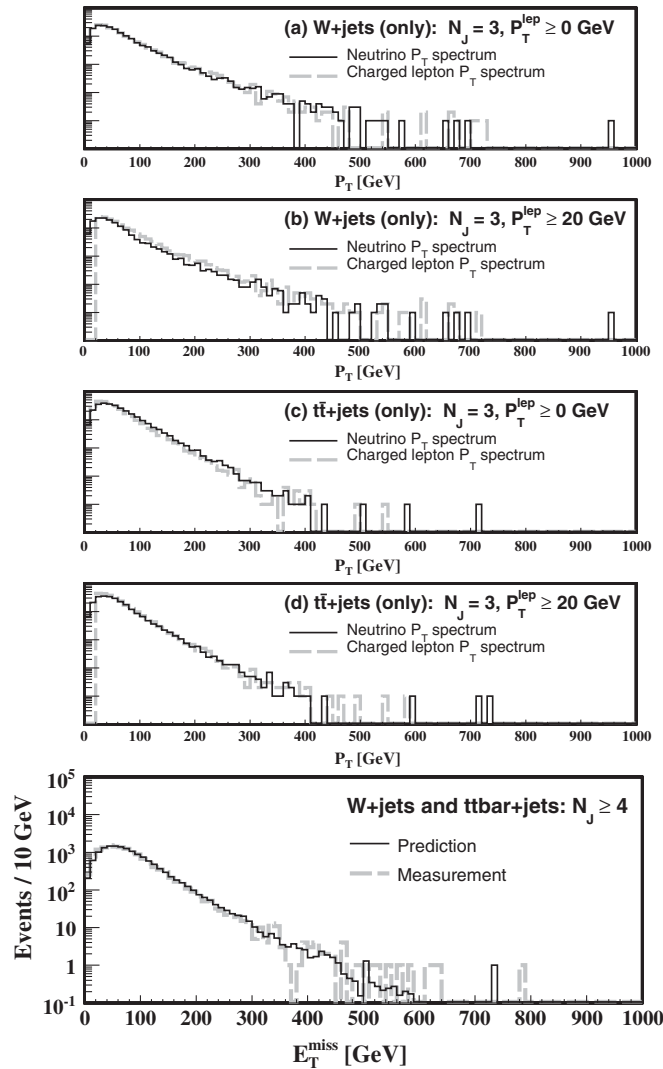 (a) W+jets (only): N_J = 3, P_T^lep ≥ 0 GeV
Neutrino P_T spectrum
Charged lepton P_T spectrum
0 100 200 300 400 500 600 700 800 900 1000
P_T [GeV]
(b) W+jets (only): N_J = 3, P_T^lep ≥ 20 GeV
Neutrino P_T spectrum
Charged lepton P_T spectrum
0 100 200 300 400 500 600 700 800 900 1000
P_T [GeV]
(c) tt̄+jets (only): N_J = 3, P_T^lep ≥ 0 GeV
Neutrino P_T spectrum
Charged lepton P_T spectrum
0 100 200 300 400 500 600 700 800 900 1000
P_T [GeV]
(d) tt̄+jets (only): N_J = 3, P_T^lep ≥ 20 GeV
Neutrino P_T spectrum
Charged lepton P_T spectrum
0 100 200 300 400 500 600 700 800 900 1000
P_T [GeV]
Events / 10 GeV
10^5
10^4
10^3
10^2
10
1
10^-1
W+jets and ttbar+jets: N_J ≥ 4
Prediction
Measurement
0 100 200 300 400 500 600 700 800 900 1000
E_T^miss [GeV]